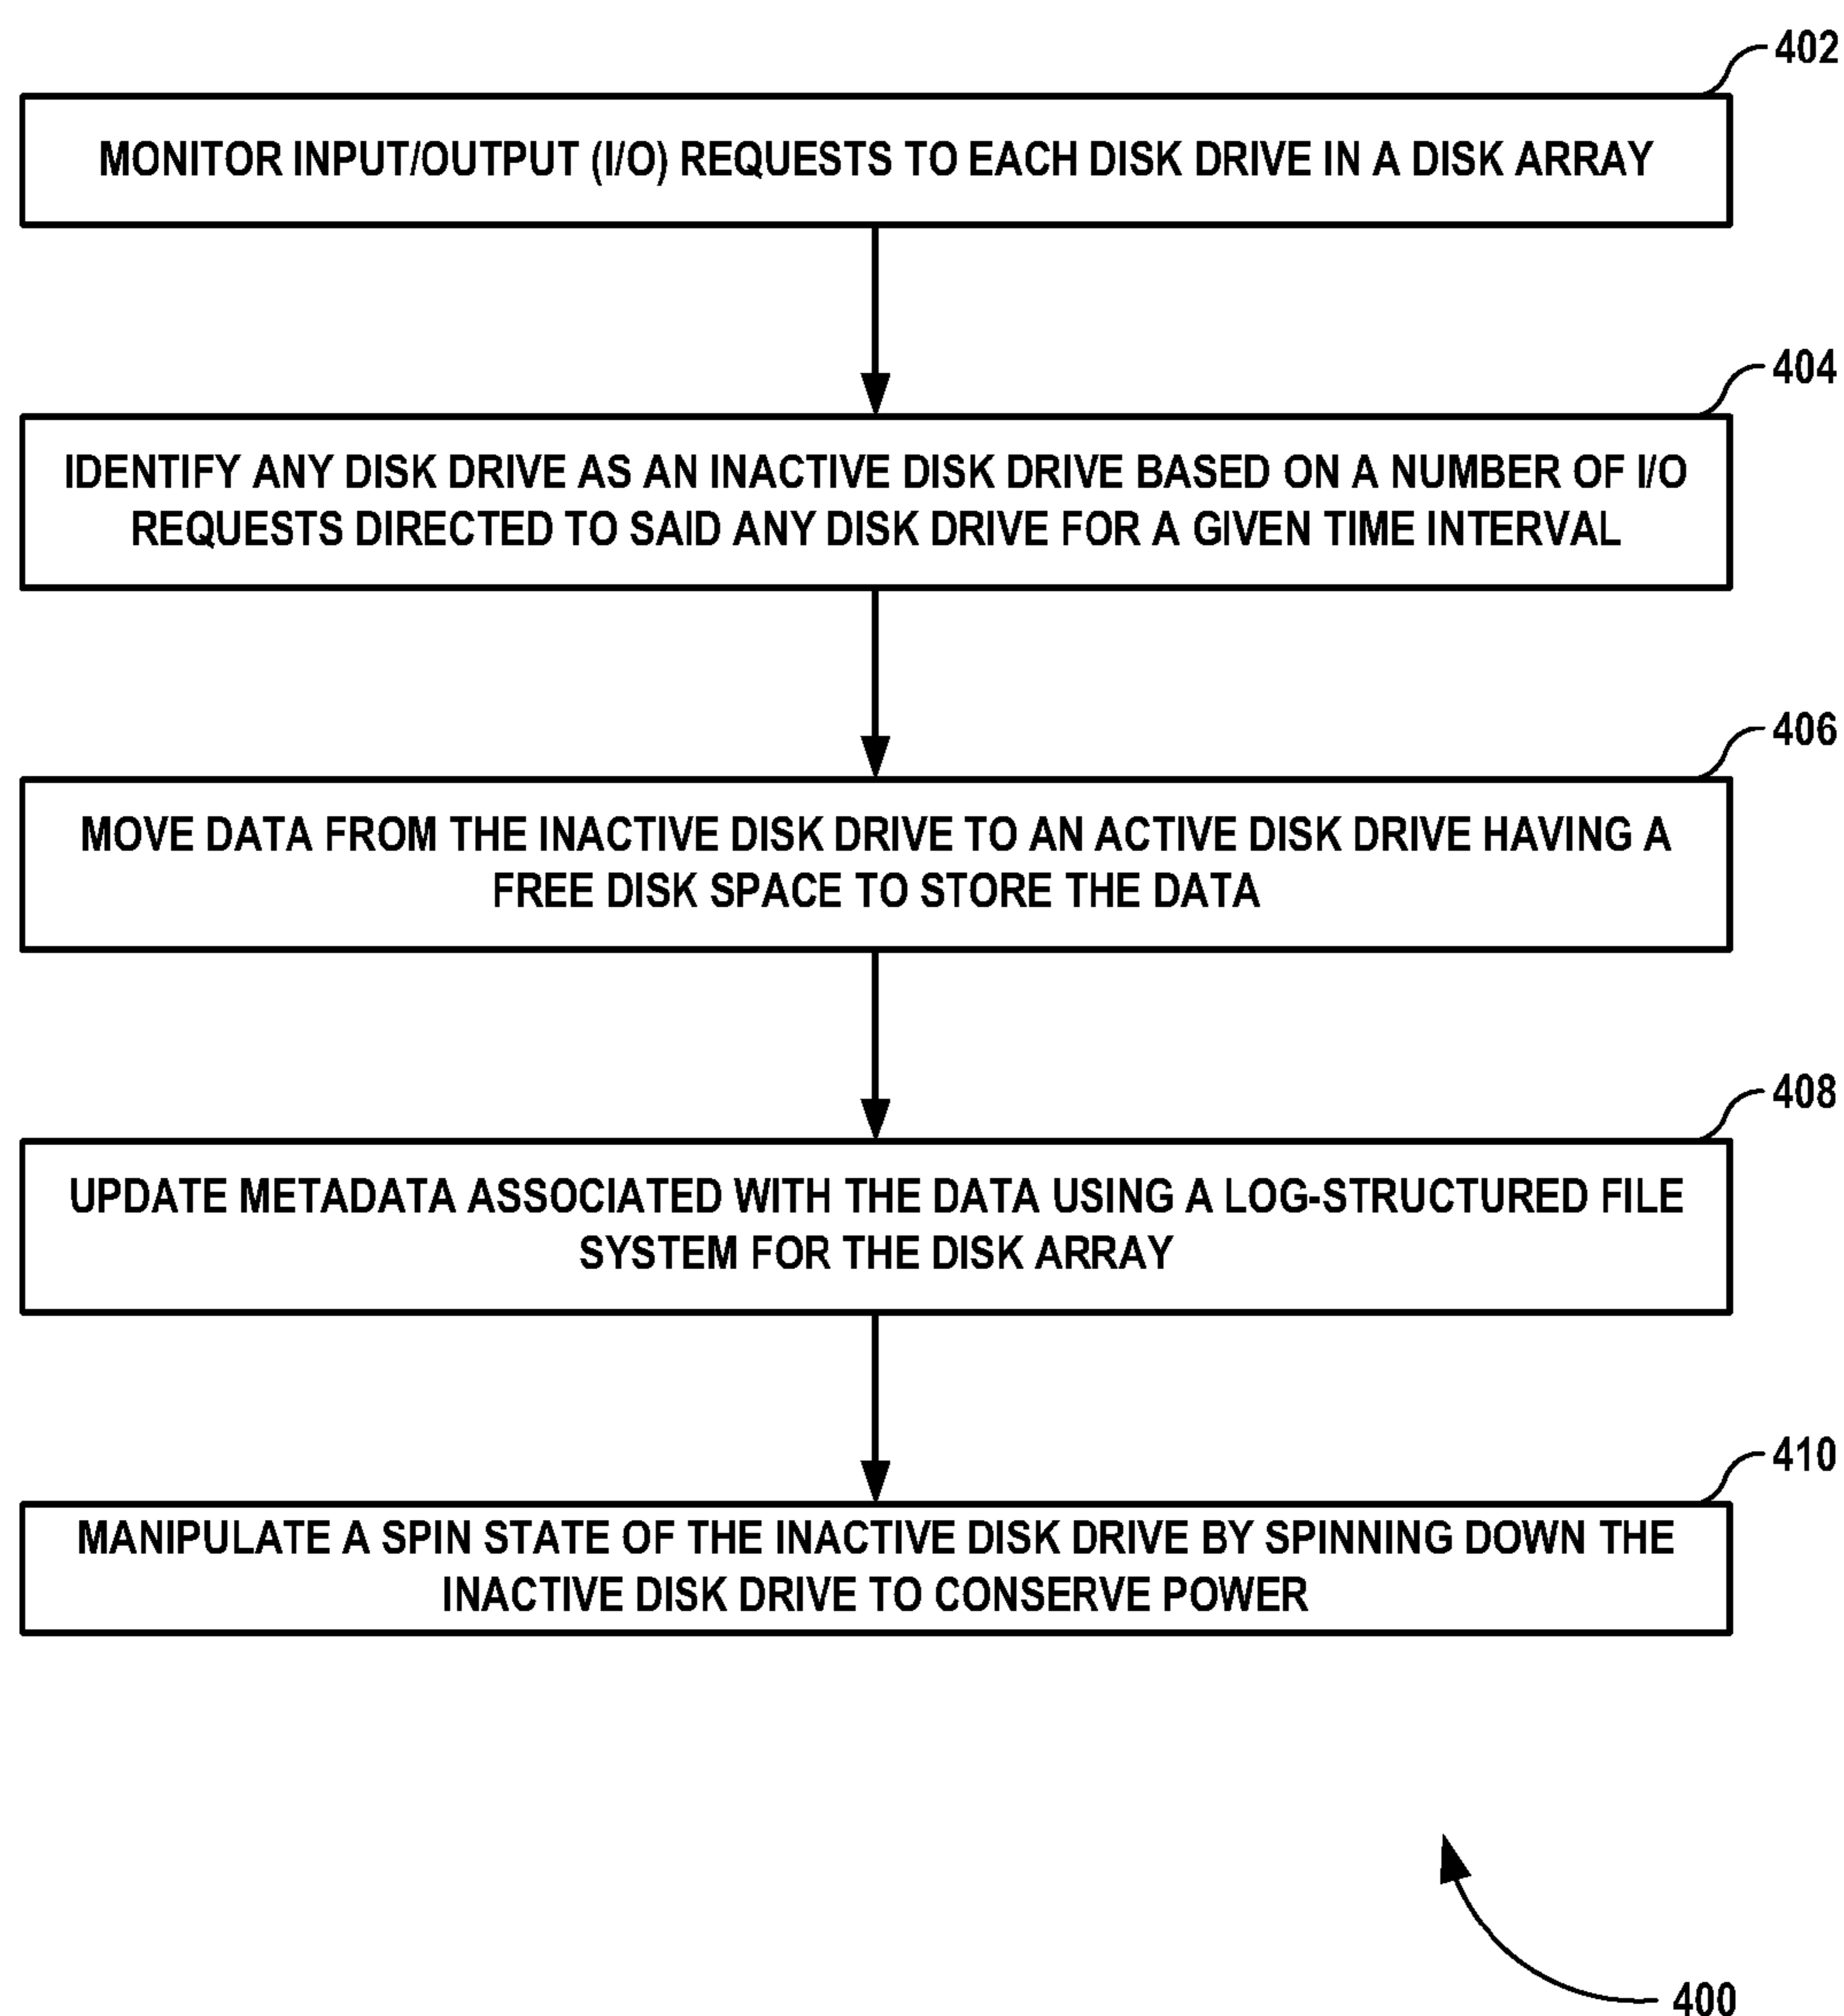 402
MONITOR INPUT/OUTPUT (I/O) REQUESTS TO EACH DISK DRIVE IN A DISK ARRAY
404
IDENTIFY ANY DISK DRIVE AS AN INACTIVE DISK DRIVE BASED ON A NUMBER OF I/O
REQUESTS DIRECTED TO SAID ANY DISK DRIVE FOR A GIVEN TIME INTERVAL
406
MOVE DATA FROM THE INACTIVE DISK DRIVE TO AN ACTIVE DISK DRIVE HAVING A
FREE DISK SPACE TO STORE THE DATA
408
UPDATE METADATA ASSOCIATED WITH THE DATA USING A LOG-STRUCTURED FILE
SYSTEM FOR THE DISK ARRAY
410
MANIPULATE A SPIN STATE OF THE INACTIVE DISK DRIVE BY SPINNING DOWN THE
INACTIVE DISK DRIVE TO CONSERVE POWER
400